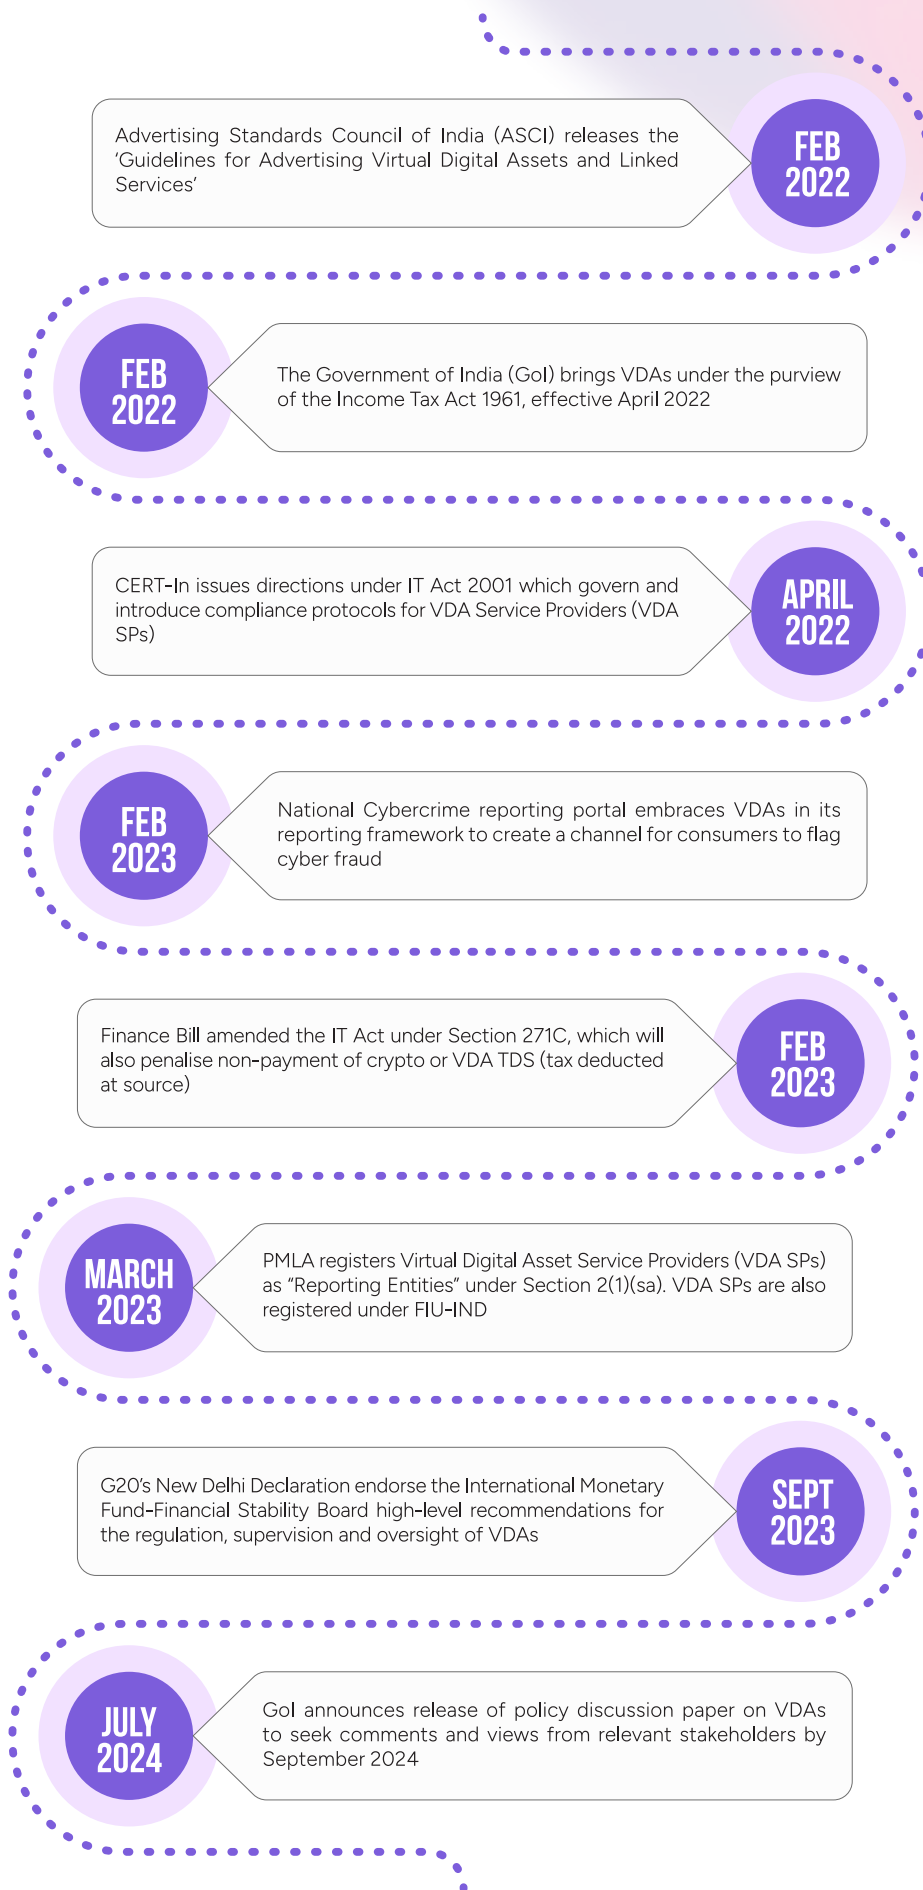 Advertising Standards Council of India (ASCI) releases the
‘Guidelines for Advertising Virtual Digital Assets and Linked
Services’
FEB
2022
FEB
2022
The Government of India (GoI) brings VDAs under the purview
of the Income Tax Act 1961, effective April 2022
CERT-In issues directions under IT Act 2001 which govern and
introduce compliance protocols for VDA Service Providers (VDA
SPs)
APRIL
2022
FEB
2023
National Cybercrime reporting portal embraces VDAs in its
reporting framework to create a channel for consumers to flag
cyber fraud
Finance Bill amended the IT Act under Section 271C, which will
also penalise non-payment of crypto or VDA TDS (tax deducted
at source)
FEB
2023
MARCH
2023
PMLA registers Virtual Digital Asset Service Providers (VDA SPs)
as “Reporting Entities” under Section 2(1)(sa). VDA SPs are also
registered under FIU-IND
G20’s New Delhi Declaration endorse the International Monetary
Fund-Financial Stability Board high-level recommendations for
the regulation, supervision and oversight of VDAs
SEPT
2023
JULY
2024
GoI announces release of policy discussion paper on VDAs
to seek comments and views from relevant stakeholders by
September 2024